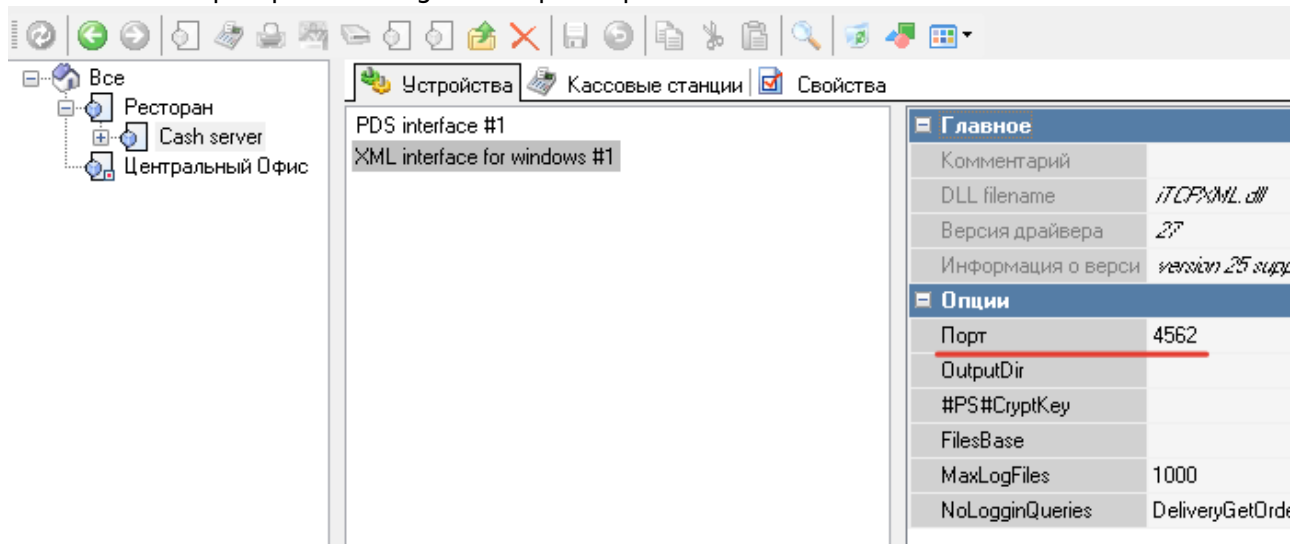 Все
Ресторан
Cash server
Центральный Офис
Устройства Кассовые станции Свойства
PDS interface #1
XML interface for windows #1
Главное
Комментарий
DLL filename iTCPXML.dll
Версия драйвера 27
Информация о верси version 25 supp
Опции
Порт 4562
OutputDir
#PS#CryptKey
FilesBase
MaxLogFiles 1000
NoLogginQueries DeliveryGetOrde